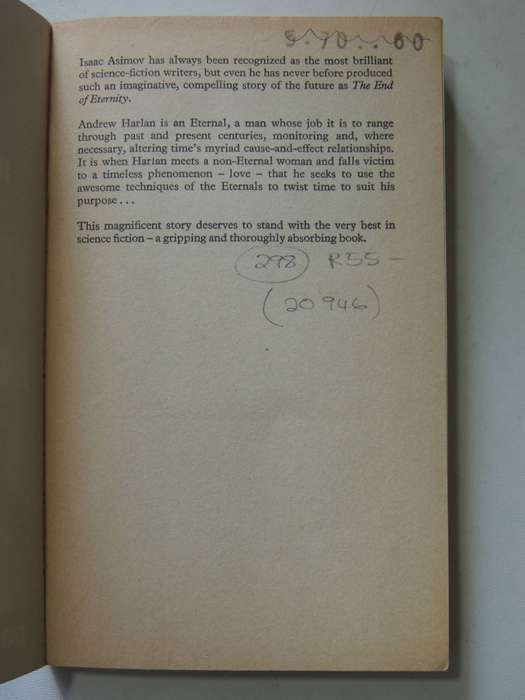 Isaac Asimov has always been recognized as the most brilliant
of science-fiction writers, but even he has never before produced
such an imaginative, compelling story of the future as The End
of Eternity.
Andrew Harlan is an Eternal, a man whose job it is to range
through past and present centuries, monitoring and, where
necessary, altering time's myriad cause-and-effect relationships.
It is when Harlan meets a non-Eternal woman and falls victim
to a timeless phenomenon – love – that he seeks to use the
awesome techniques of the Eternals to twist time to suit his
purpose...
This magnificent story deserves to stand with the very best in
science fiction – a gripping and thoroughly absorbing book.
298 R55 –
(20 946)